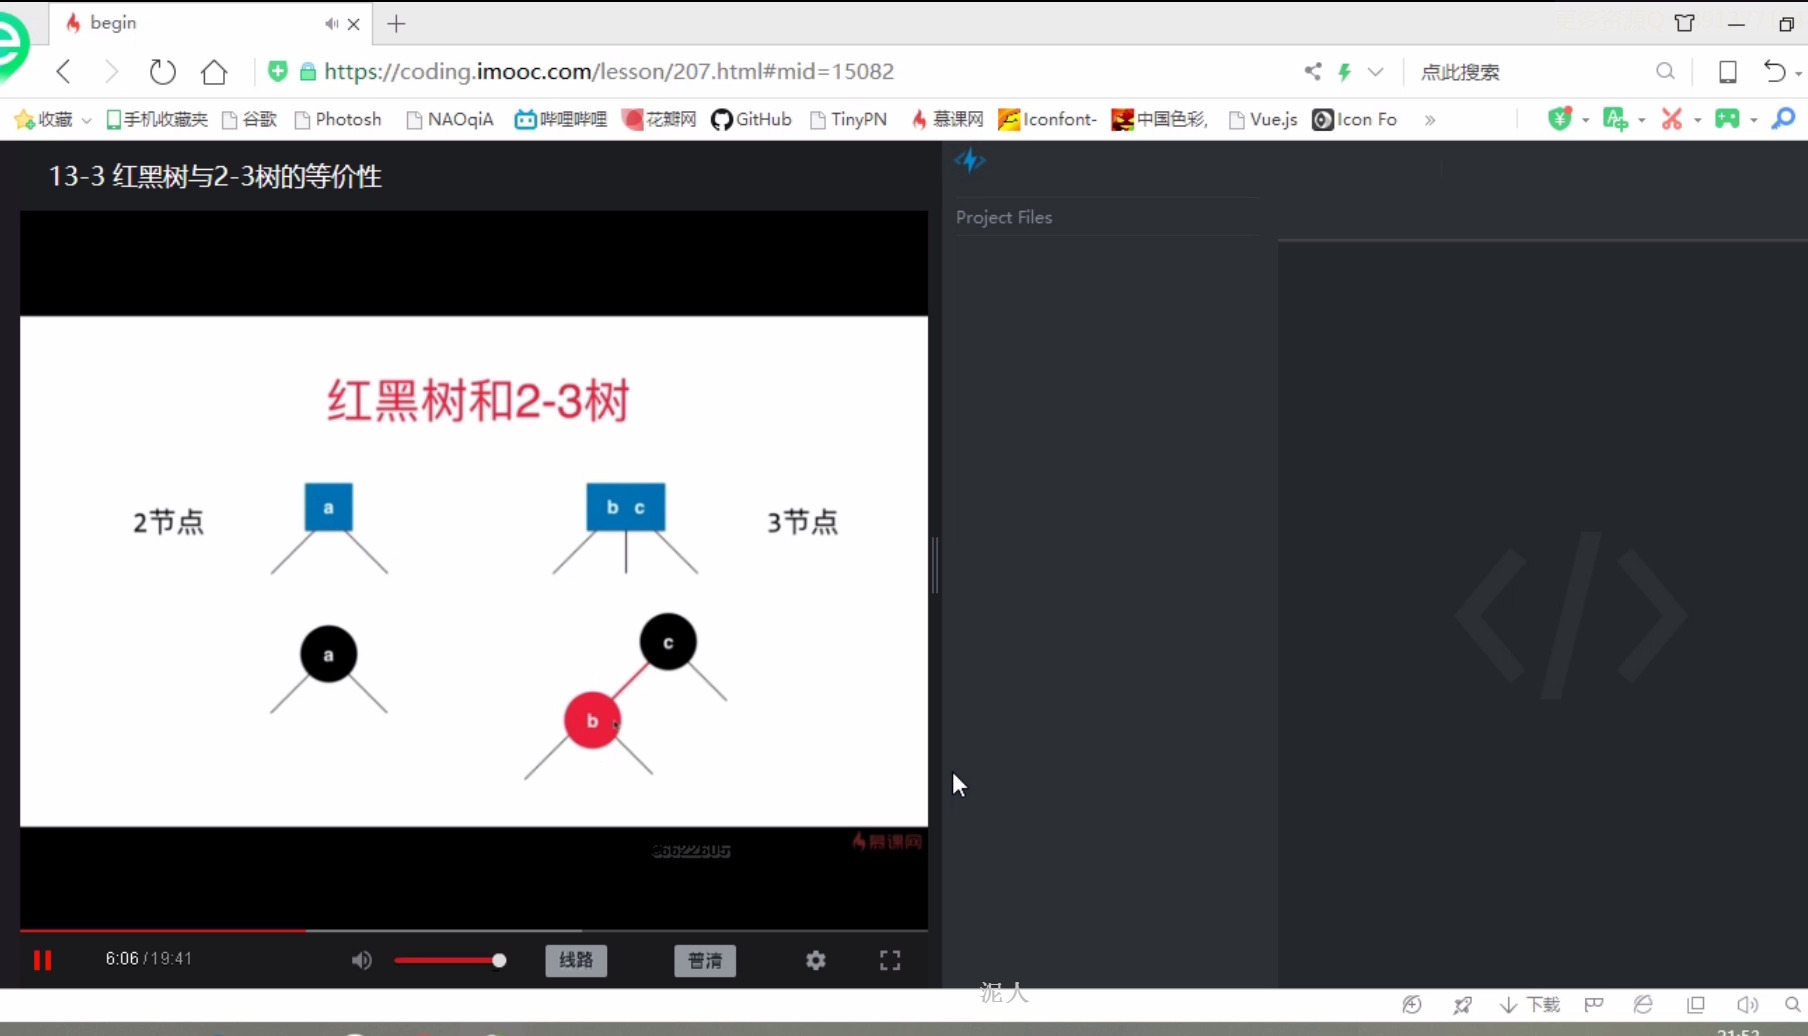 begin
https://coding.imooc.com/lesson/207.html#mid=15082
点此搜索
收藏 手机收藏夹 谷歌 Photosh NAOqiA 哔哩哔哩 花瓣网 GitHub TinyPN 慕课网 Iconfont- 中国色彩, Vue.js Icon Fo »
13-3 红黑树与2-3树的等价性
Project Files
红黑树和2-3树
2节点
a
b c
3节点
a
c
b
慕课网
6:06 / 19:41
线路
普清
泥人
下载